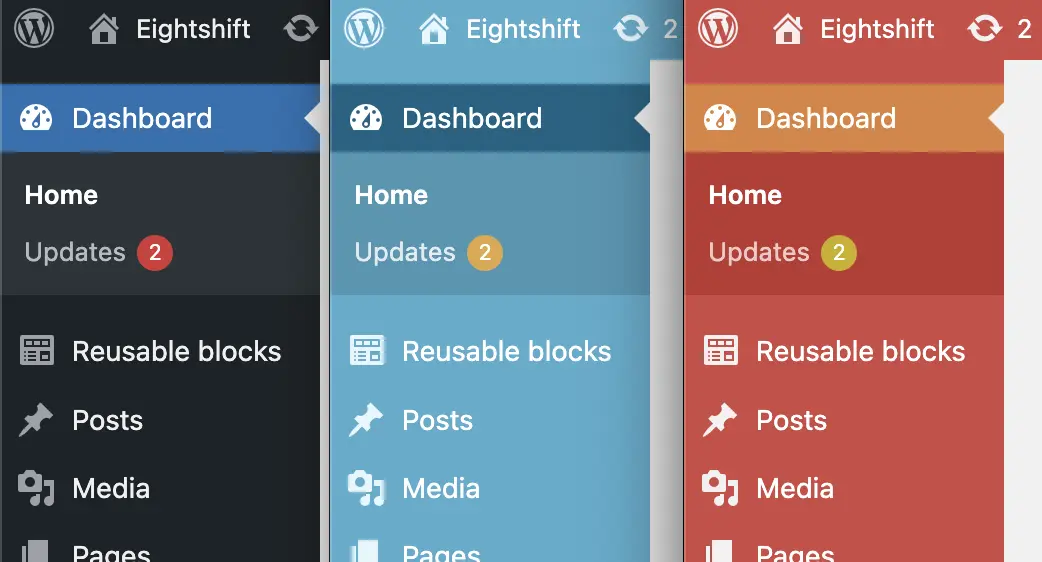 Eightshift
Dashboard
Home
Updates 2
Reusable blocks
Posts
Media
Pages
Eightshift 2
Dashboard
Home
Updates 2
Reusable blocks
Posts
Media
Pages
Eightshift 2
Dashboard
Home
Updates 2
Reusable blocks
Posts
Media
Pages